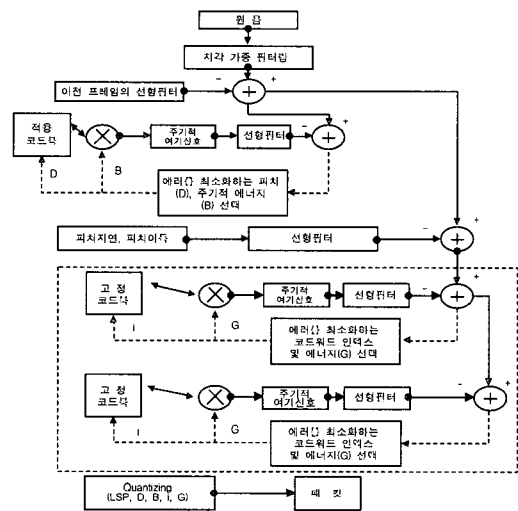 원 음
지각 가중 필터링
이전 프레임의 선형필터
− + +
− +
적응
코드북
주기적
여기신호
선형필터
D B
에러{} 최소화하는 피치
(D), 주기적 에너지
(B) 선택
피치지연, 피치이득
선형필터
− +
고 정
코드북
주기적
여기신호
선형필터
− +
I G
에러{} 최소화하는
코드워드 인덱스
및 에너지(G) 선택
고 정
코드북
주기적
여기신호
선형필터
− +
I G
에러{} 최소화하는
코드워드 인덱스
및 에너지(G) 선택
Quantizing
(LSP, D, B, I, G)
패 킷